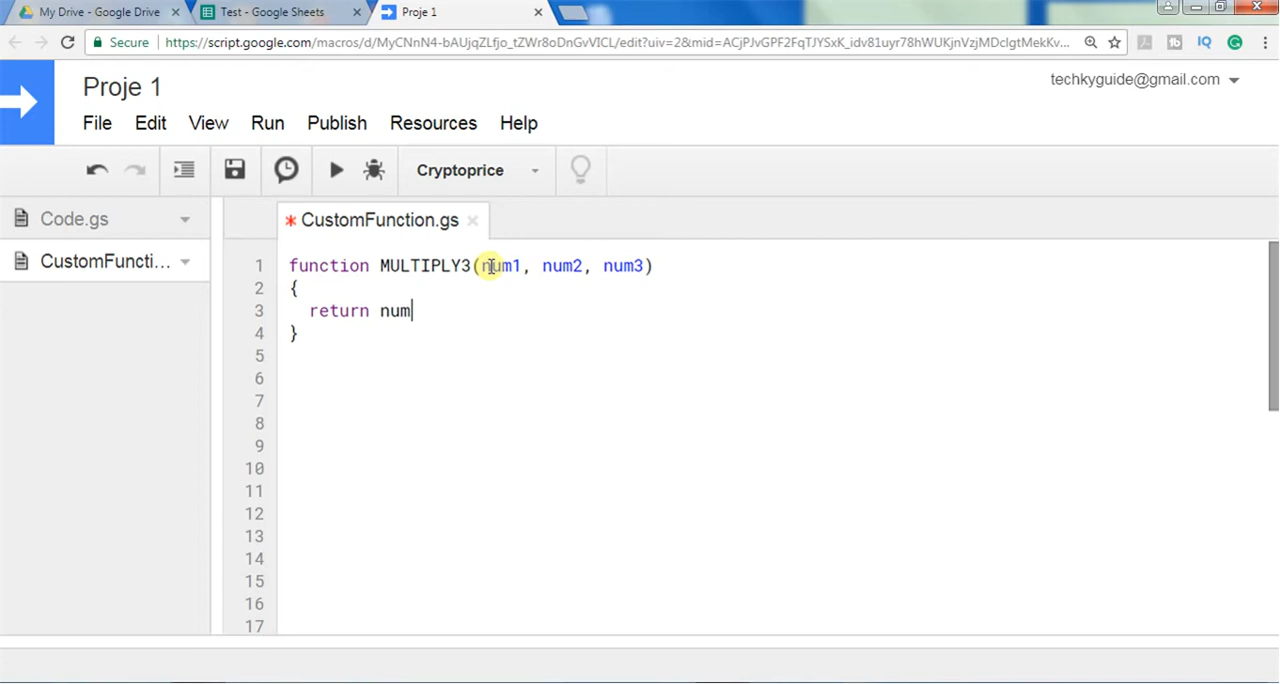 My Drive - Google Drive
Test - Google Sheets
Proje 1
Secure
https://script.google.com/macros/d/MyCNnN4-bAUjqZLfjo_tZWr8oDnGvVICL/edit?uiv=2&mid=ACjPJvGPF2FqTJYSxK_idv81uyr78hWUKjnVzjMDclgtMekKv...
IQ
Proje 1
techkyguide@gmail.com
File Edit View Run Publish Resources Help
Cryptoprice
Code.gs
CustomFuncti...
* CustomFunction.gs
1 function MULTIPLY3(num1, num2, num3)
2 {
3 return num
4 }
5
6
7
8
9
10
11
12
13
14
15
16
17